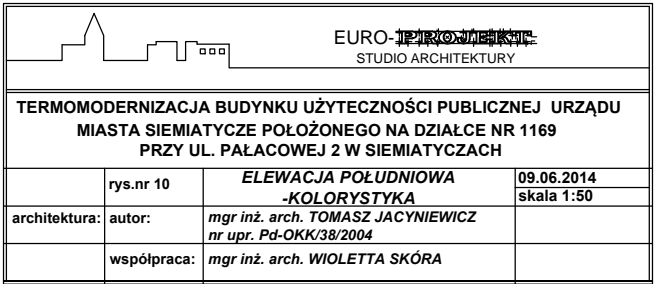 EURO-PROJEKT
STUDIO ARCHITEKTURY
TERMOMODERNIZACJA BUDYNKU UŻYTECZNOŚCI PUBLICZNEJ URZĄDU
MIASTA SIEMIATYCZE POŁOŻONEGO NA DZIAŁCE NR 1169
PRZY UL. PAŁACOWEJ 2 W SIEMIATYCZACH
rys.nr 10 ELEWACJA POŁUDNIOWA 09.06.2014
-KOLORYSTYKA skala 1:50
architektura: autor: mgr inż. arch. TOMASZ JACYNIEWICZ
nr upr. Pd-OKK/38/2004
współpraca: mgr inż. arch. WIOLETTA SKÓRA